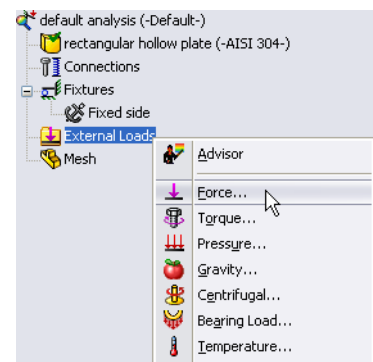 default analysis (-Default-)
rectangular hollow plate (-AISI 304-)
Connections
Fixtures
Fixed side
External Loads
Mesh
Advisor
Force...
Torque...
Pressure...
Gravity...
Centrifugal...
Bearing Load...
Temperature...